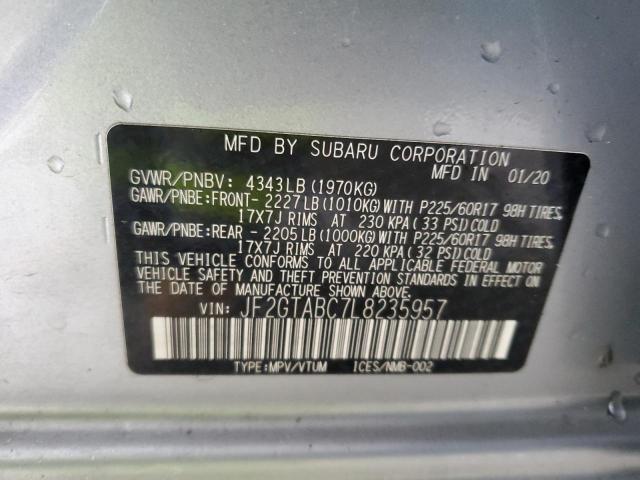 MFD BY SUBARU CORPORATION
MFD IN 01/20
GVWR/PNBV: 4343LB(1970KG)
GAWR/PNBE:FRONT- 2227LB(1010KG)WITH P225/60R17 98H TIRES,
17X7J RIMS AT 230 KPA(33 PSI)COLD
GAWR/PNBE:REAR - 2205LB(1000KG)WITH P225/60R17 98H TIRES,
17X7J RIMS AT 220 KPA(32 PSI)COLD
THIS VEHICLE CONFORMS TO ALL APPLICABLE FEDERAL MOTOR
VEHICLE SAFETY AND THEFT PREVENTION STANDARDS IN EFFECT ON
THE DATE OF MANUFACTURE SHOWN ABOVE.
VIN: JF2GTABC7L8235957
TYPE:MPV/VTUM ICES/NMB-002